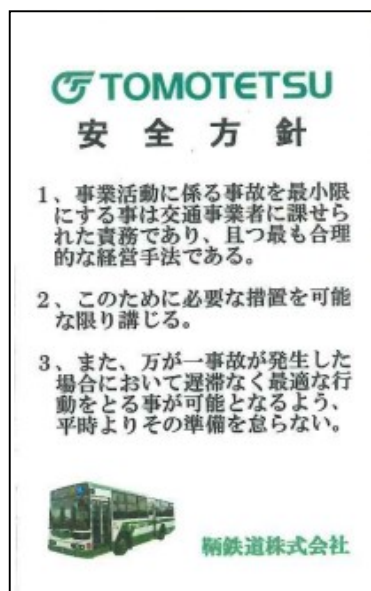 TOMOTETSU
安全方針
1、事業活動に係る事故を最小限
にする事は交通事業者に課せら
れた責務であり、且つ最も合理
的な経営手法である。
2、このために必要な措置を可能
な限り講じる。
3、また、万が一事故が発生した
場合において遅滞なく最適な行
動をとる事が可能となるよう、
平時よりその準備を怠らない。
鞆鉄道株式会社